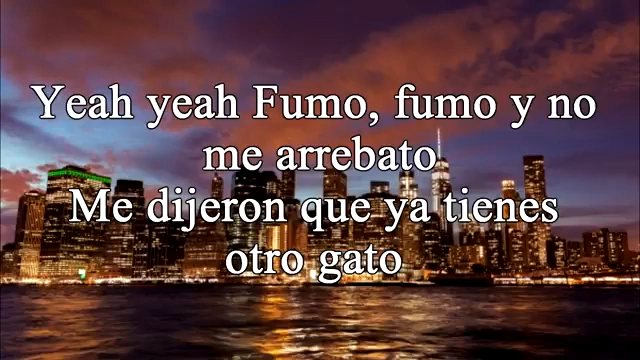 Yeah yeah Fumo, fumo y no
me arrebato
Me dijeron que ya tienes
otro gato